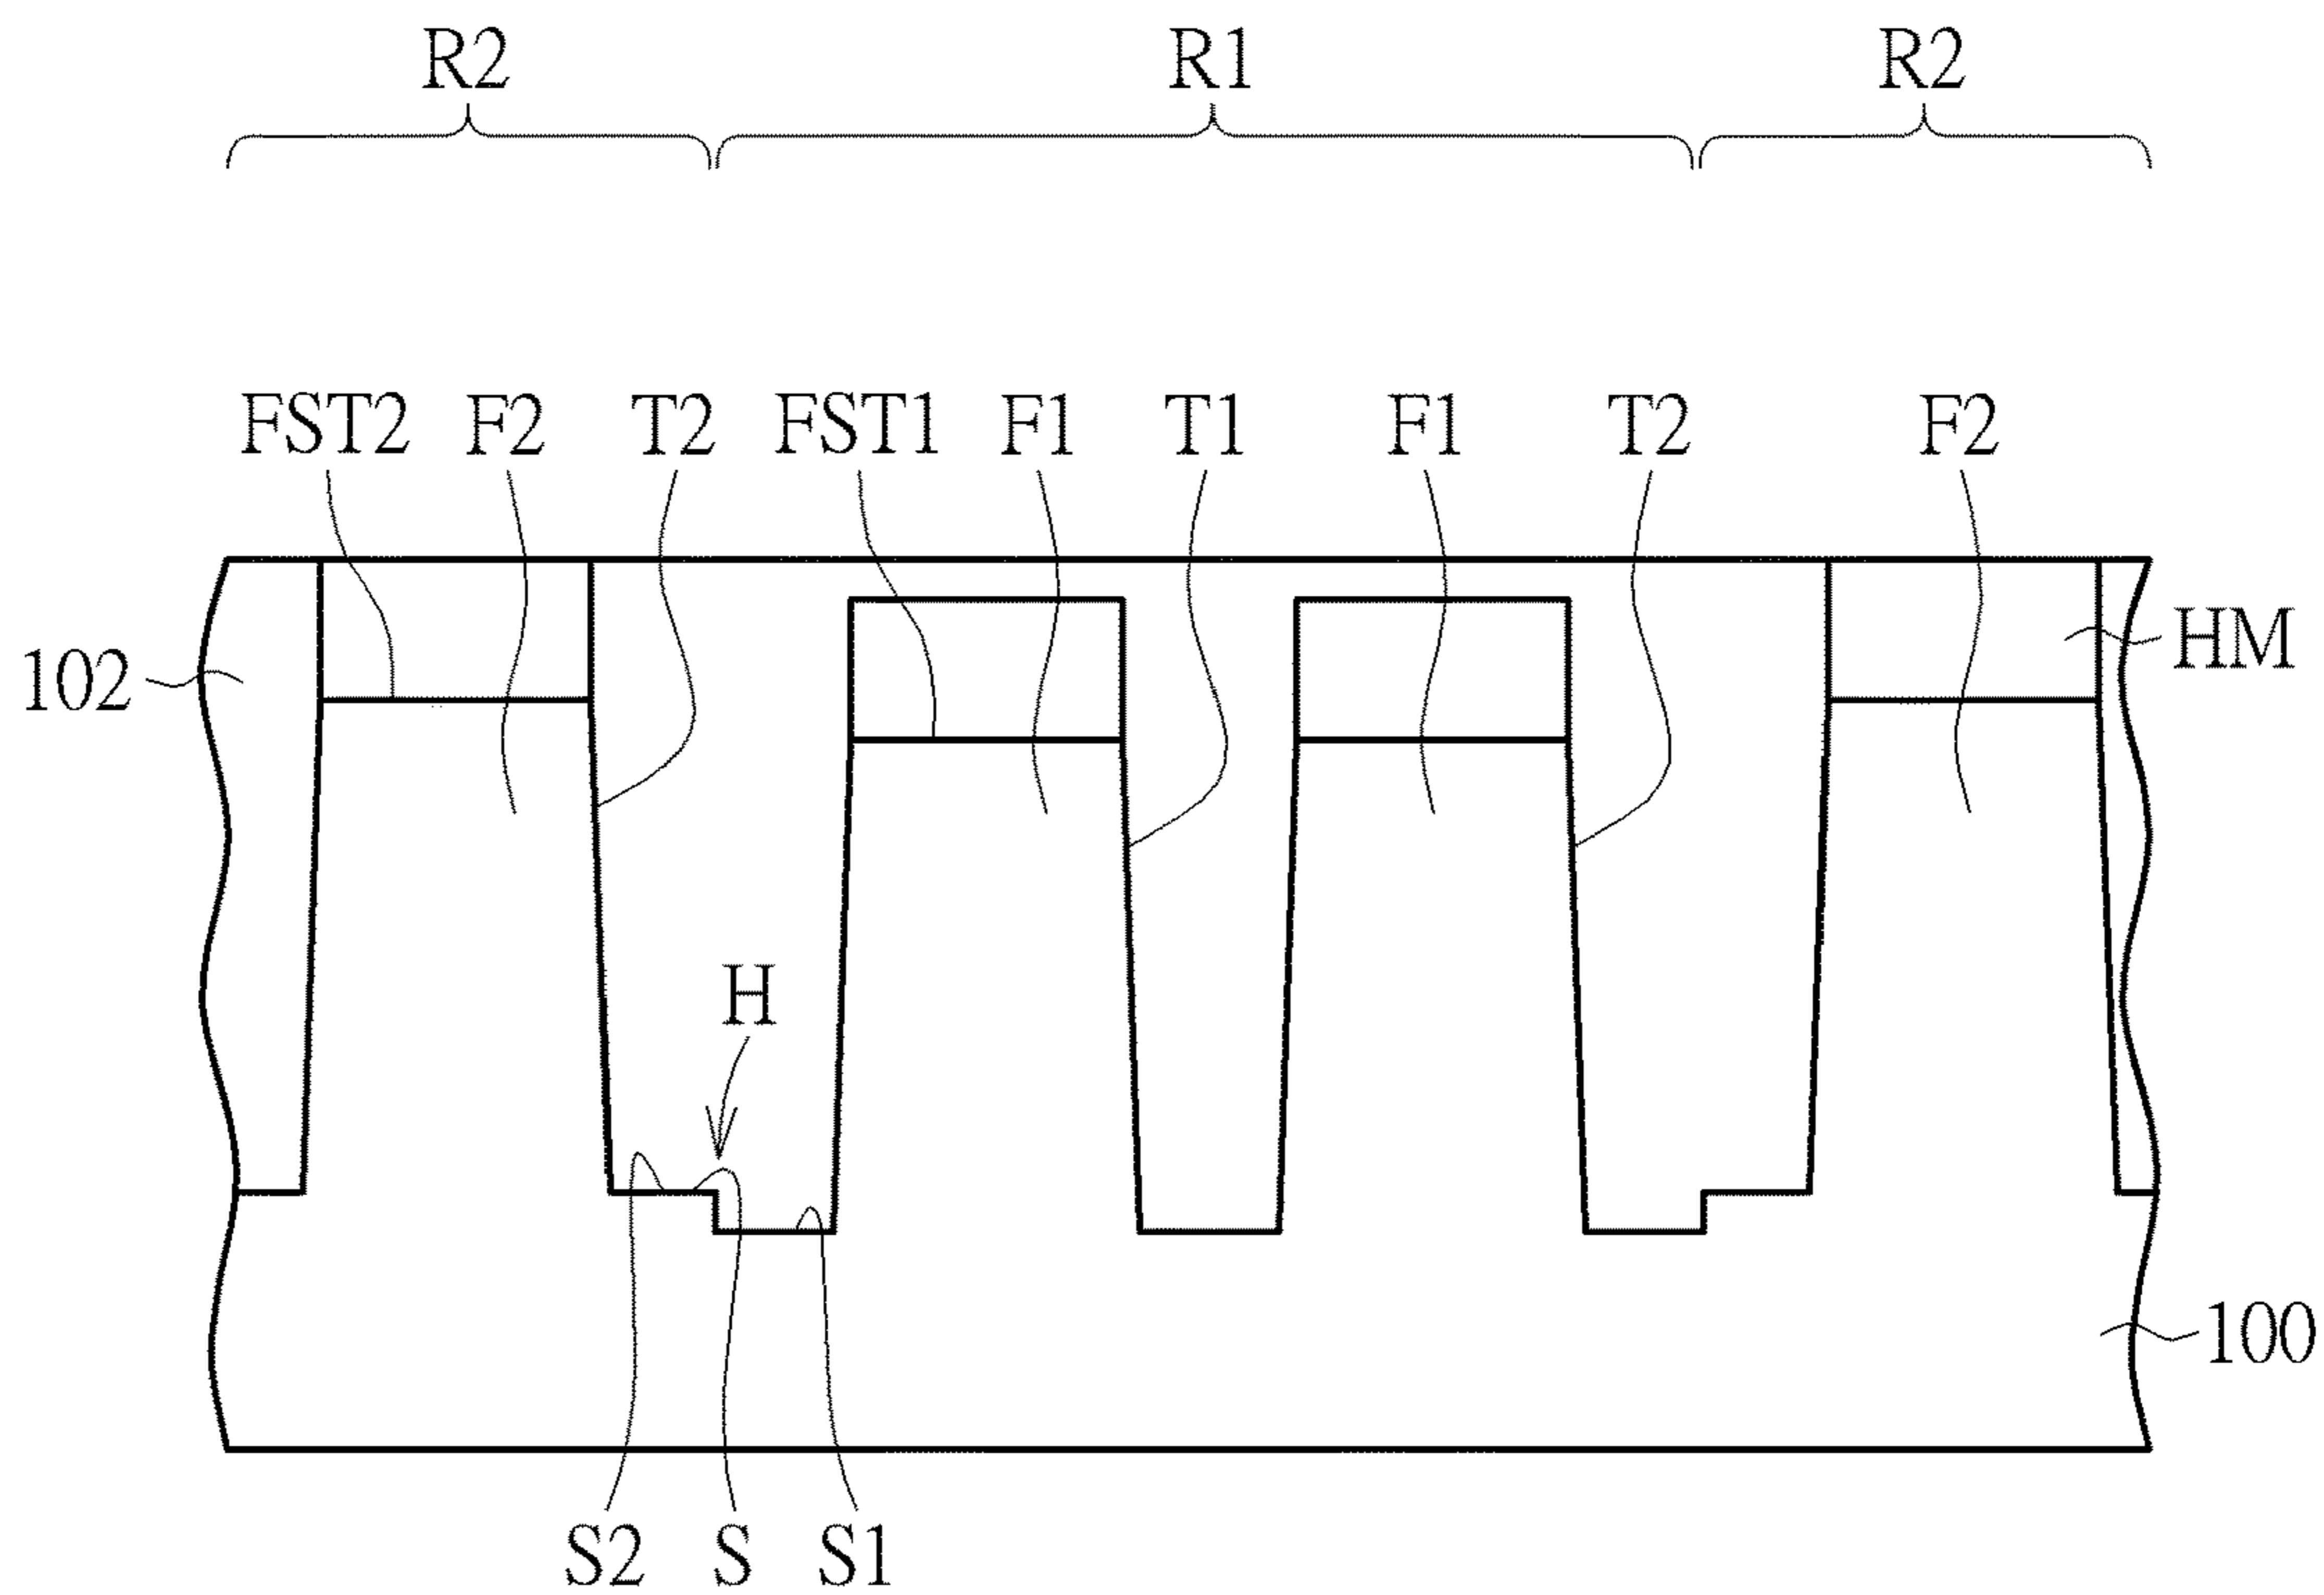 R2 R1 R2
FST2 F2 T2 FST1 F1 T1 F1 T2 F2
HM
102
H
100
S2 S S1